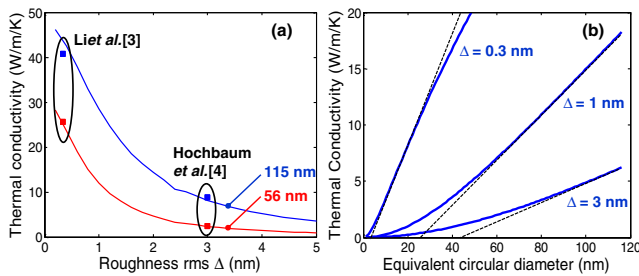 (a)
Li et al.[3]
Hochbaum
et al.[4]
115 nm
56 nm
Thermal conductivity (W/m/K)
50
40
30
20
10
0
0 1 2 3 4 5
Roughness rms Δ (nm)
(b)
Δ = 0.3 nm
Δ = 1 nm
Δ = 3 nm
Thermal Conductivity (W/m/K)
20
15
10
5
0
0 20 40 60 80 100 120
Equivalent circular diameter (nm)